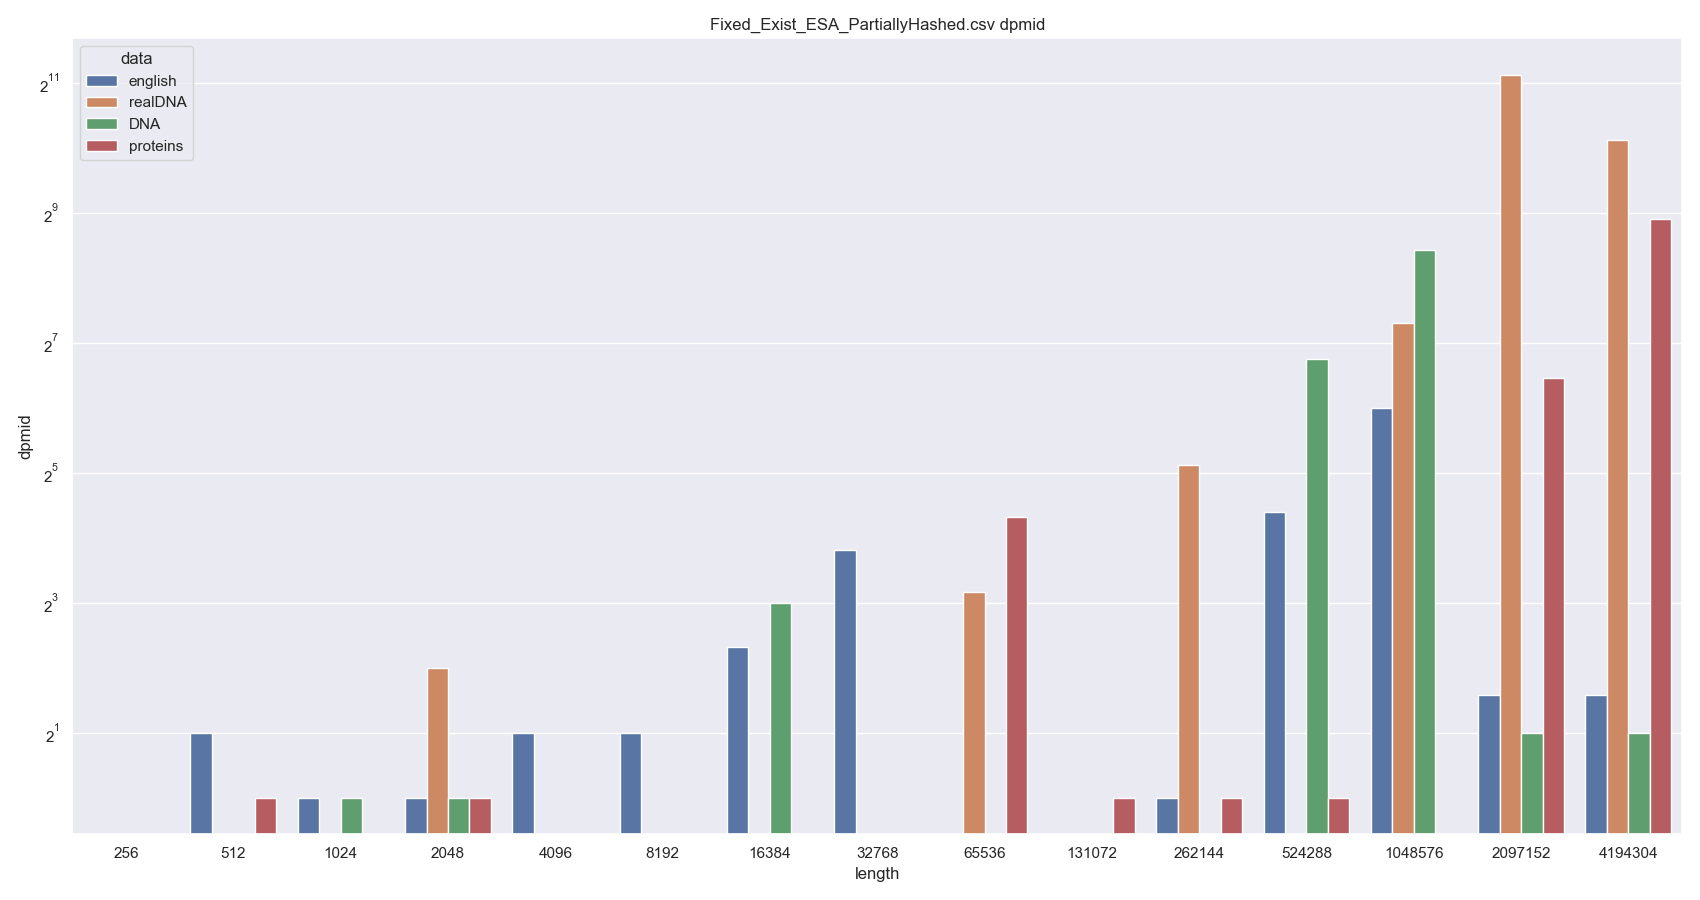 Fixed_Exist_ESA_PartiallyHashed.csv dpmid
data
english
realDNA
DNA
proteins
2^11
2^9
2^7
2^5
2^3
2^1
dpmid
256 512 1024 2048 4096 8192 16384 32768 65536 131072 262144 524288 1048576 2097152 4194304
length